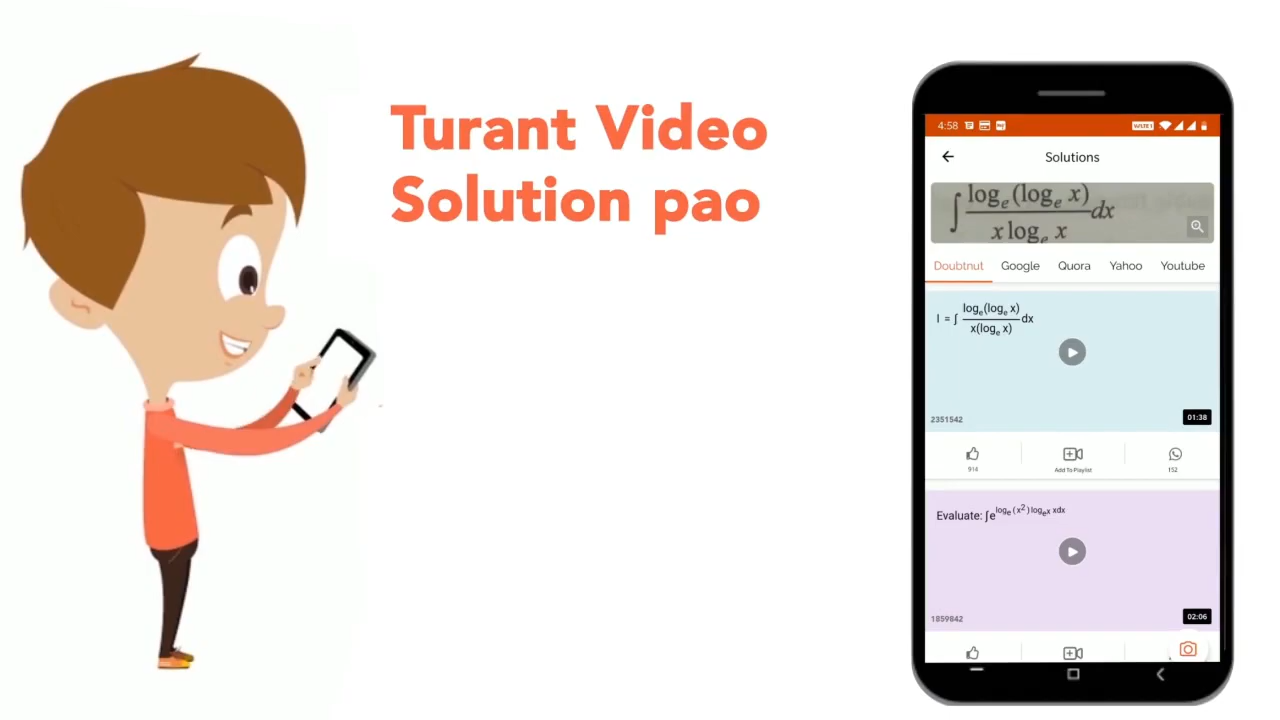 Turant Video
Solution pao
4:58
Solutions
∫ logₑ(logₑ x) / x logₑ x dx
Doubtnut Google Quora Yahoo Youtube
I = ∫ logₑ(logₑ x) / x(logₑ x) dx
2351542 01:38
914 Add To Playlist 152
Evaluate: ∫e^logₑ(x²)logₑx xdx
1859842 02:06